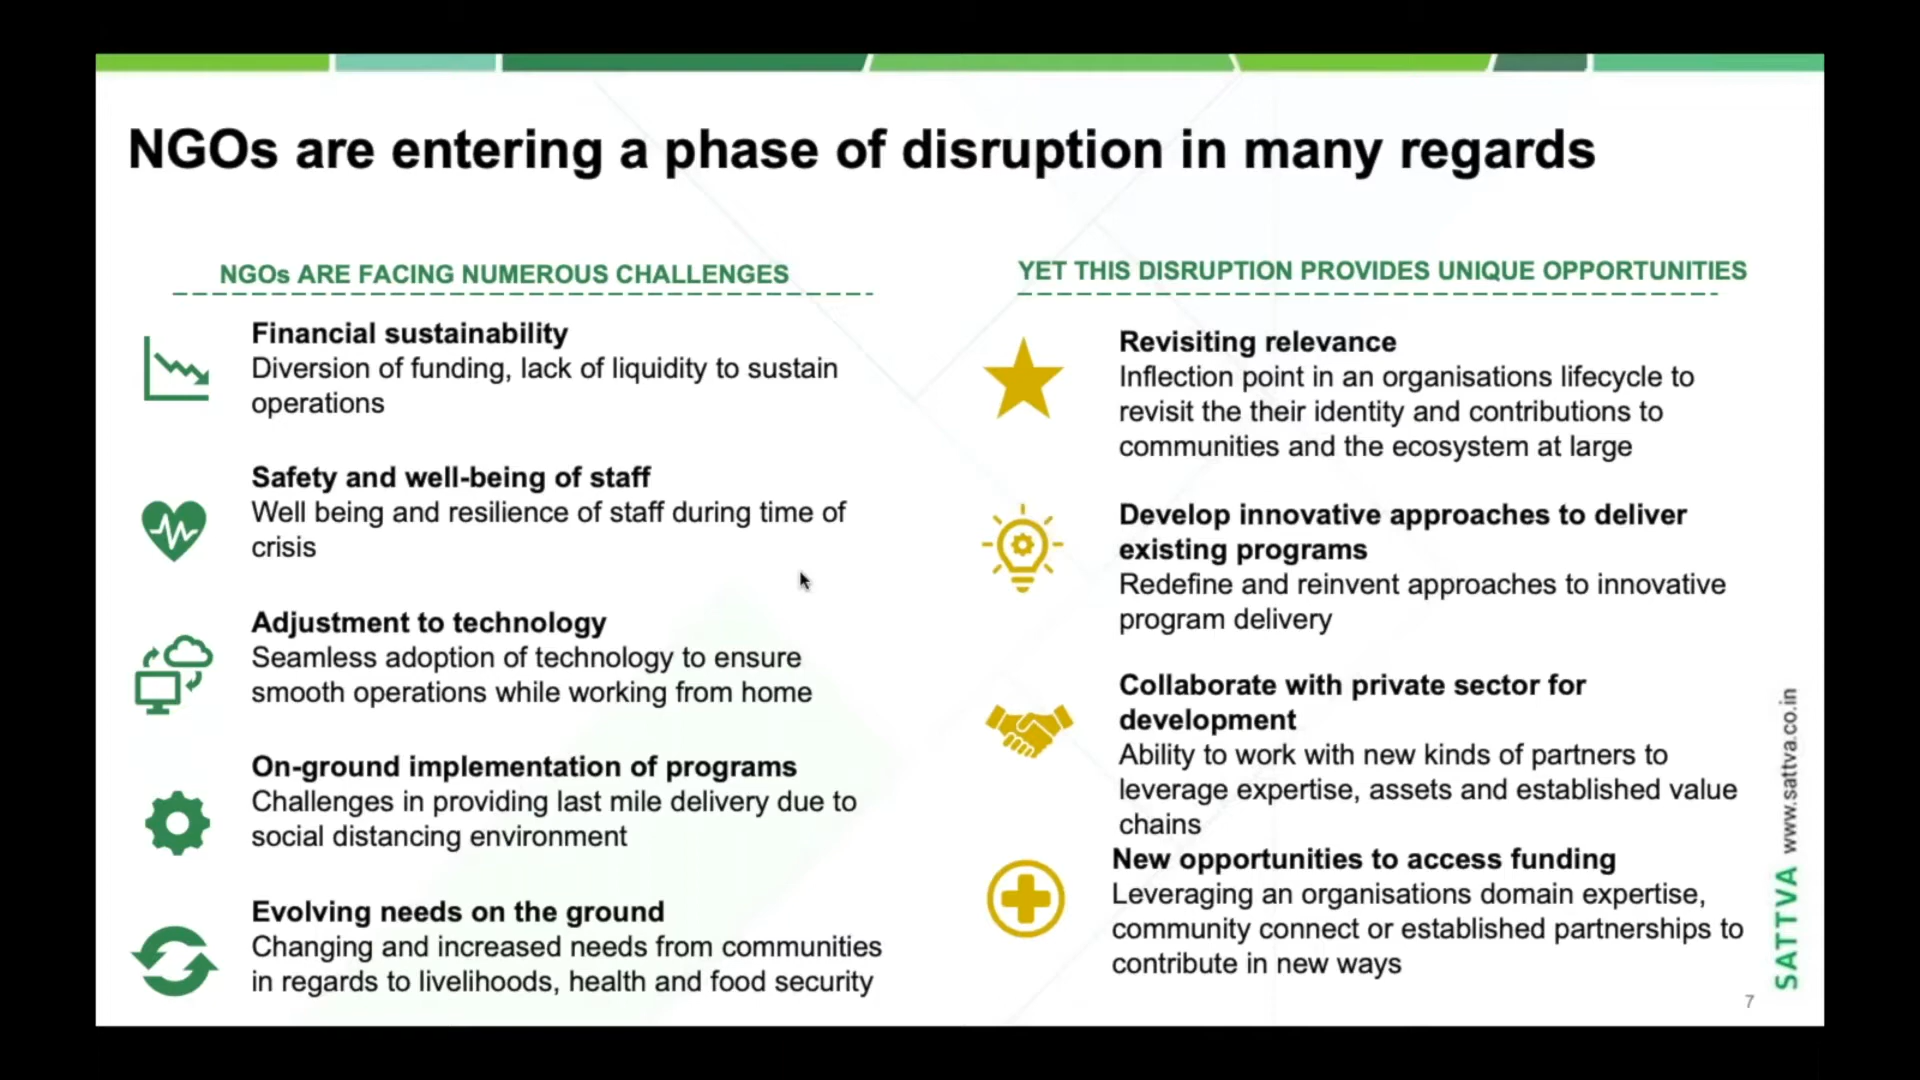 NGOs are entering a phase of disruption in many regards
NGOs ARE FACING NUMEROUS CHALLENGES
Financial sustainability
Diversion of funding, lack of liquidity to sustain
operations
Safety and well-being of staff
Well being and resilience of staff during time of
crisis
Adjustment to technology
Seamless adoption of technology to ensure
smooth operations while working from home
On-ground implementation of programs
Challenges in providing last mile delivery due to
social distancing environment
Evolving needs on the ground
Changing and increased needs from communities
in regards to livelihoods, health and food security
YET THIS DISRUPTION PROVIDES UNIQUE OPPORTUNITIES
Revisiting relevance
Inflection point in an organisations lifecycle to
revisit the their identity and contributions to
communities and the ecosystem at large
Develop innovative approaches to deliver
existing programs
Redefine and reinvent approaches to innovative
program delivery
Collaborate with private sector for
development
Ability to work with new kinds of partners to
leverage expertise, assets and established value
chains
New opportunities to access funding
Leveraging an organisations domain expertise,
community connect or established partnerships to
contribute in new ways
SATTVA www.sattva.co.in
7